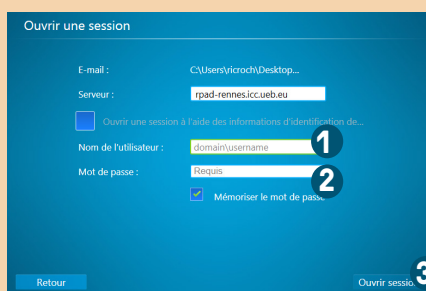 Ouvrir une session
E-mail : C:\Users\ricroch\Desktop...
Serveur : rpad-rennes.icc.ueb.eu
Ouvrir une session à l'aide des informations d'identification de...
Nom de l'utilisateur : domain\username 1
Mot de passe : Requis 2
Mémoriser le mot de passe
Retour Ouvrir session 3